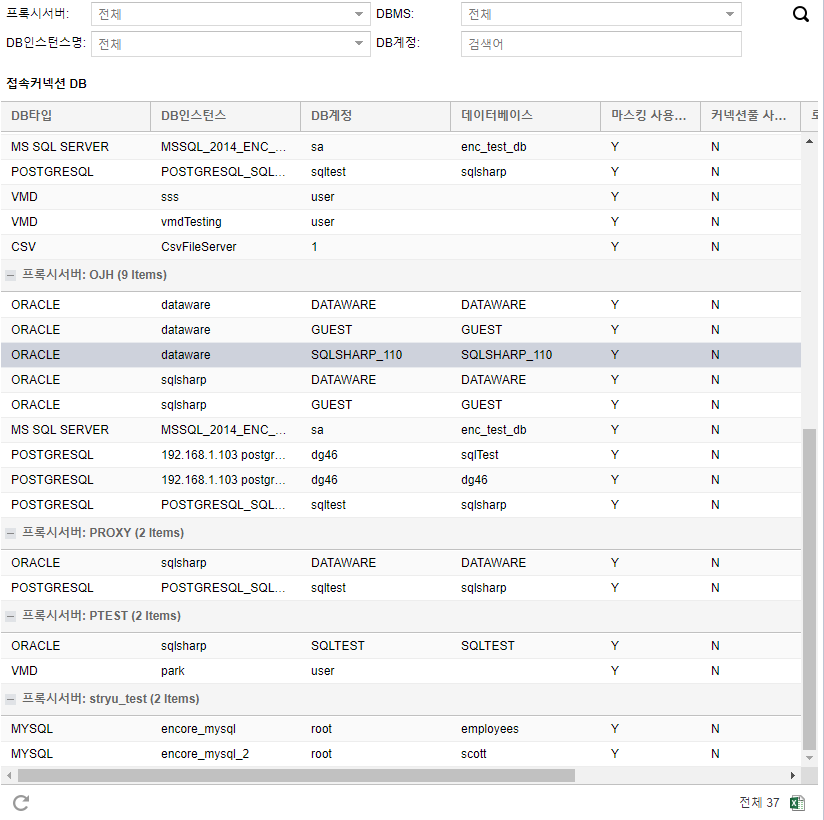 프록시서버: 전체 DBMS: 전체
DB인스턴스명: 전체 DB계정: 검색어
접속커넥션 DB
DB타입 DB인스턴스 DB계정 데이터베이스 마스킹 사용... 커넥션풀 사...
MS SQL SERVER MSSQL_2014_ENC_... sa enc_test_db Y N
POSTGRESQL POSTGRESQL_SQL... sqltest sqlsharp Y N
VMD sss user Y N
VMD vmdTesting user Y N
CSV CsvFileServer 1 Y N
프록시서버: OJH (9 Items)
ORACLE dataware DATAWARE DATAWARE Y N
ORACLE dataware GUEST GUEST Y N
ORACLE dataware SQLSHARP_110 SQLSHARP_110 Y N
ORACLE sqlsharp DATAWARE DATAWARE Y N
ORACLE sqlsharp GUEST GUEST Y N
MS SQL SERVER MSSQL_2014_ENC_... sa enc_test_db Y N
POSTGRESQL 192.168.1.103 postgr... dg46 sqlTest Y N
POSTGRESQL 192.168.1.103 postgr... dg46 dg46 Y N
POSTGRESQL POSTGRESQL_SQL... sqltest sqlsharp Y N
프록시서버: PROXY (2 Items)
ORACLE sqlsharp DATAWARE DATAWARE Y N
POSTGRESQL POSTGRESQL_SQL... sqltest sqlsharp Y N
프록시서버: PTEST (2 Items)
ORACLE sqlsharp SQLTEST SQLTEST Y N
VMD park user Y N
프록시서버: stryu_test (2 Items)
MYSQL encore_mysql root employees Y N
MYSQL encore_mysql_2 root scott Y N
전체 37